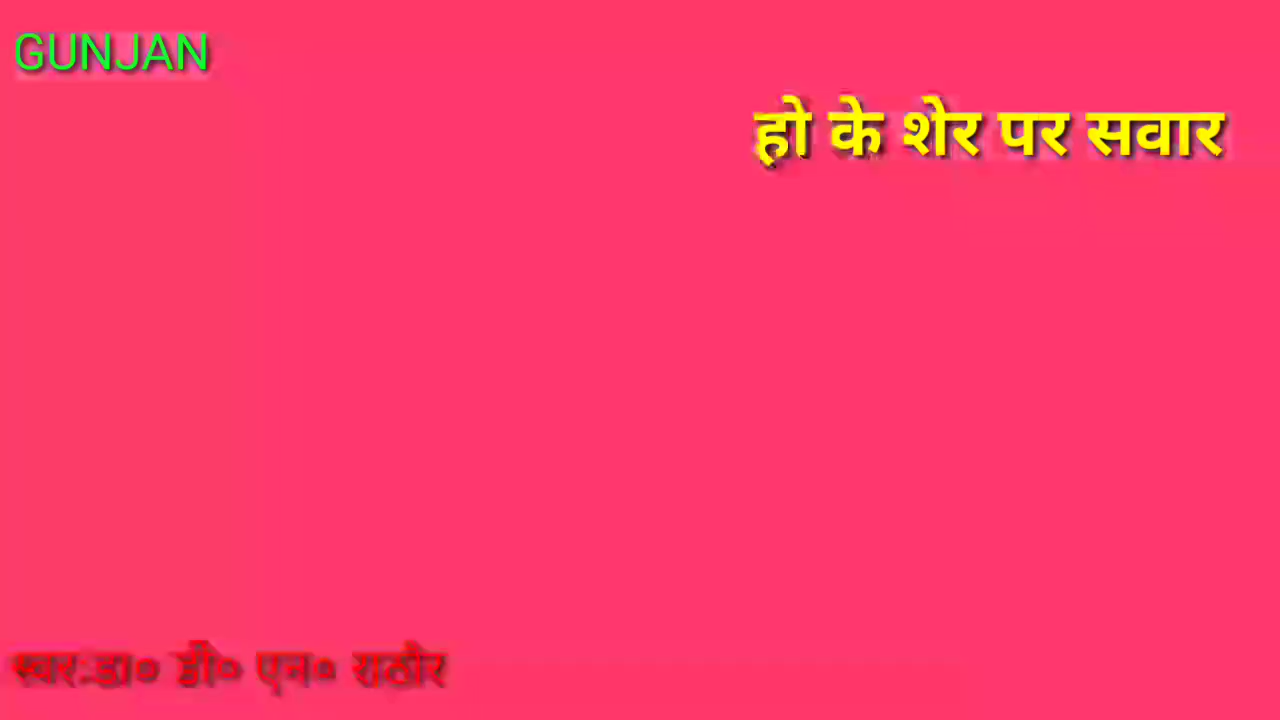 GUNJAN
हो के शेर पर सवार
स्वर:-डा० डी० एन० राठौर